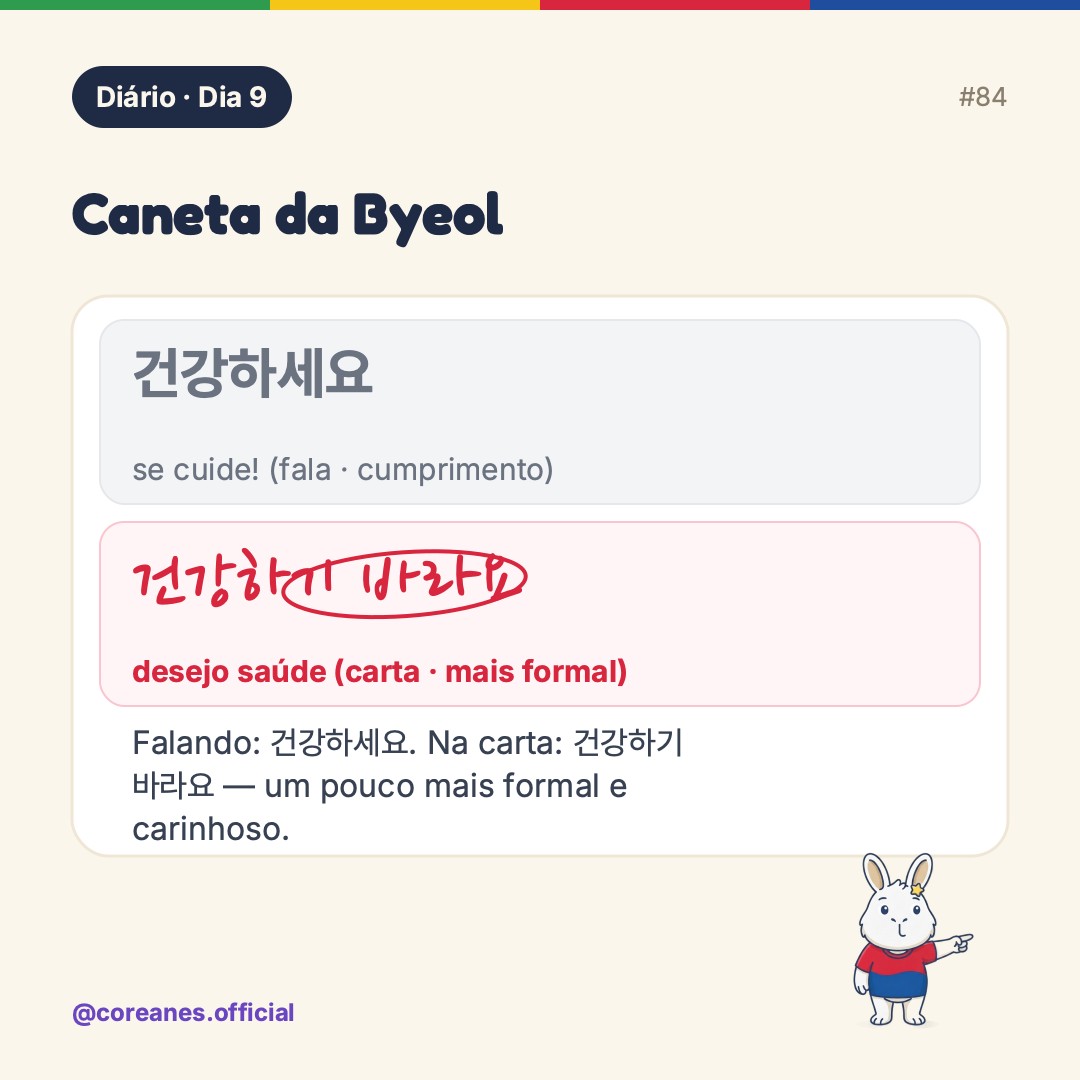 Diário · Dia 9
#84
Caneta da Byeol
건강하세요
se cuide! (fala · cumprimento)
건강하기 바라요
desejo saúde (carta · mais formal)
Falando: 건강하세요. Na carta: 건강하기
바라요 — um pouco mais formal e
carinhoso.
@coreanes.official